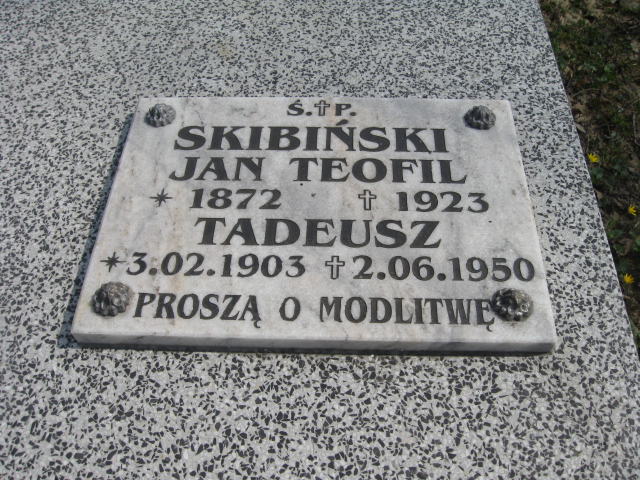 Ś.†P.
SKIBIŃSKI
JAN TEOFIL
* 1872 † 1923
TADEUSZ
* 3.02.1903 † 2.06.1950
PROSZĄ O MODLITWĘ